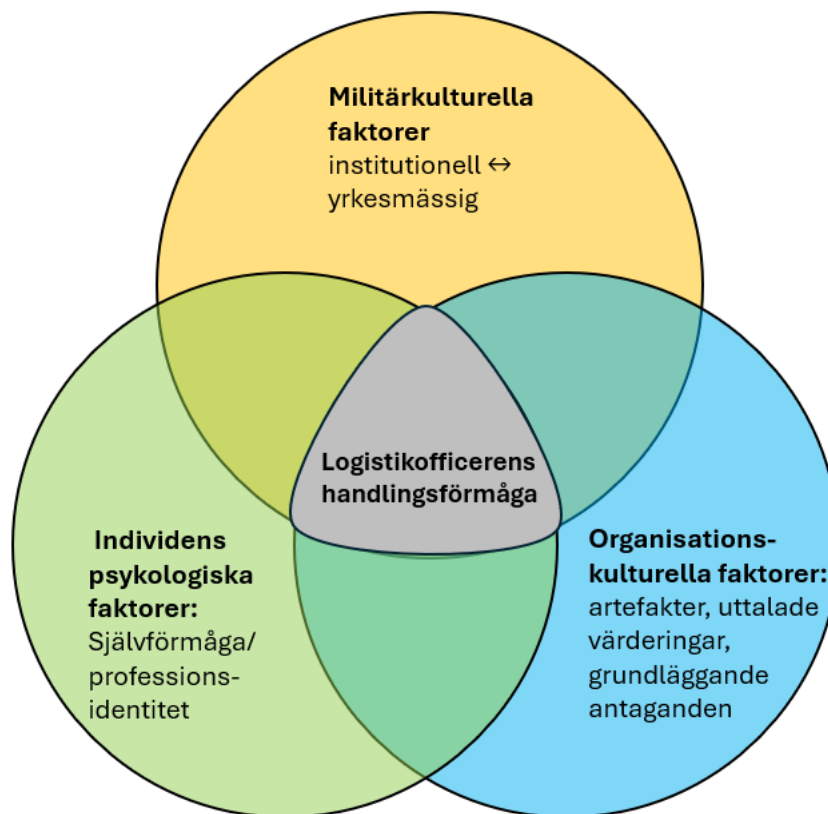 Militärkulturella
faktorer
institutionell ↔
yrkesmässig
Logistikofficerens
handlingsförmåga
Individens
psykologiska
faktorer:
Självförmåga/
professions-
identitet
Organisations-
kulturella faktorer:
artefakter, uttalade
värderingar,
grundläggande
antaganden